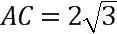 AC = 2√3